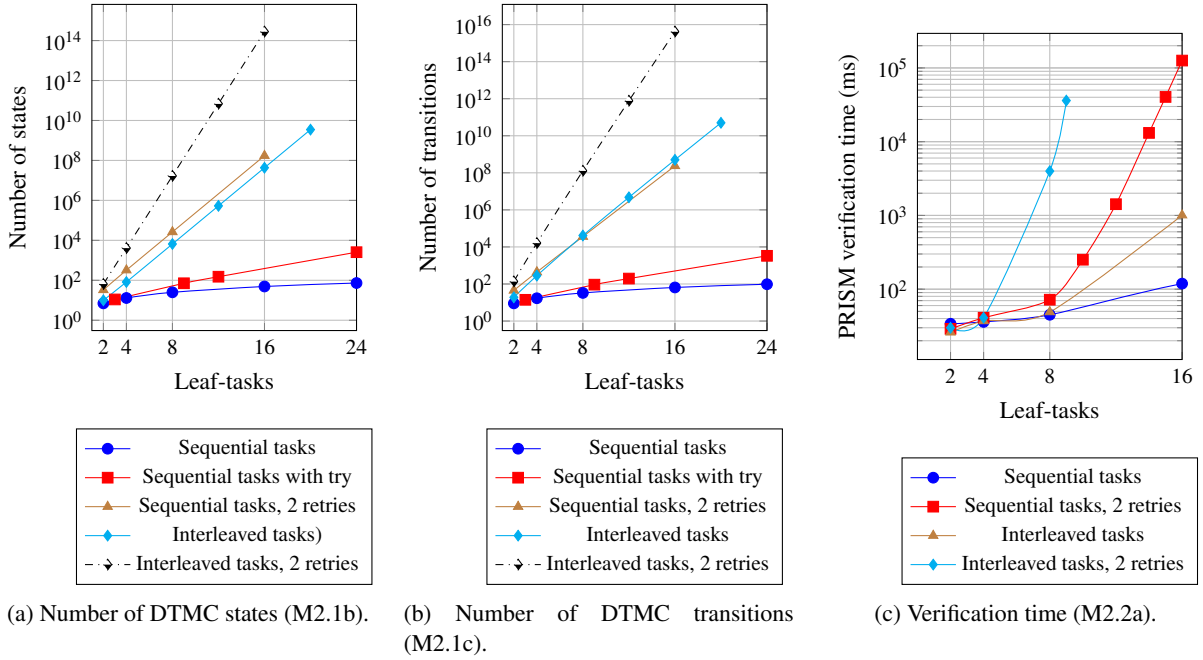 10^0
10^2
10^4
10^6
10^8
10^10
10^12
10^14
Number of states
2 4 8 16 24
Leaf-tasks
Sequential tasks
Sequential tasks with try
Sequential tasks, 2 retries
Interleaved tasks)
Interleaved tasks, 2 retries
(a) Number of DTMC states (M2.1b).
10^0
10^2
10^4
10^6
10^8
10^10
10^12
10^14
10^16
Number of transitions
2 4 8 16 24
Leaf-tasks
Sequential tasks
Sequential tasks with try
Sequential tasks, 2 retries
Interleaved tasks
Interleaved tasks, 2 retries
(b) Number of DTMC transitions
(M2.1c).
10^2
10^3
10^4
10^5
PRISM verification time (ms)
2 4 8 16
Leaf-tasks
Sequential tasks
Sequential tasks, 2 retries
Interleaved tasks
Interleaved tasks, 2 retries
(c) Verification time (M2.2a).